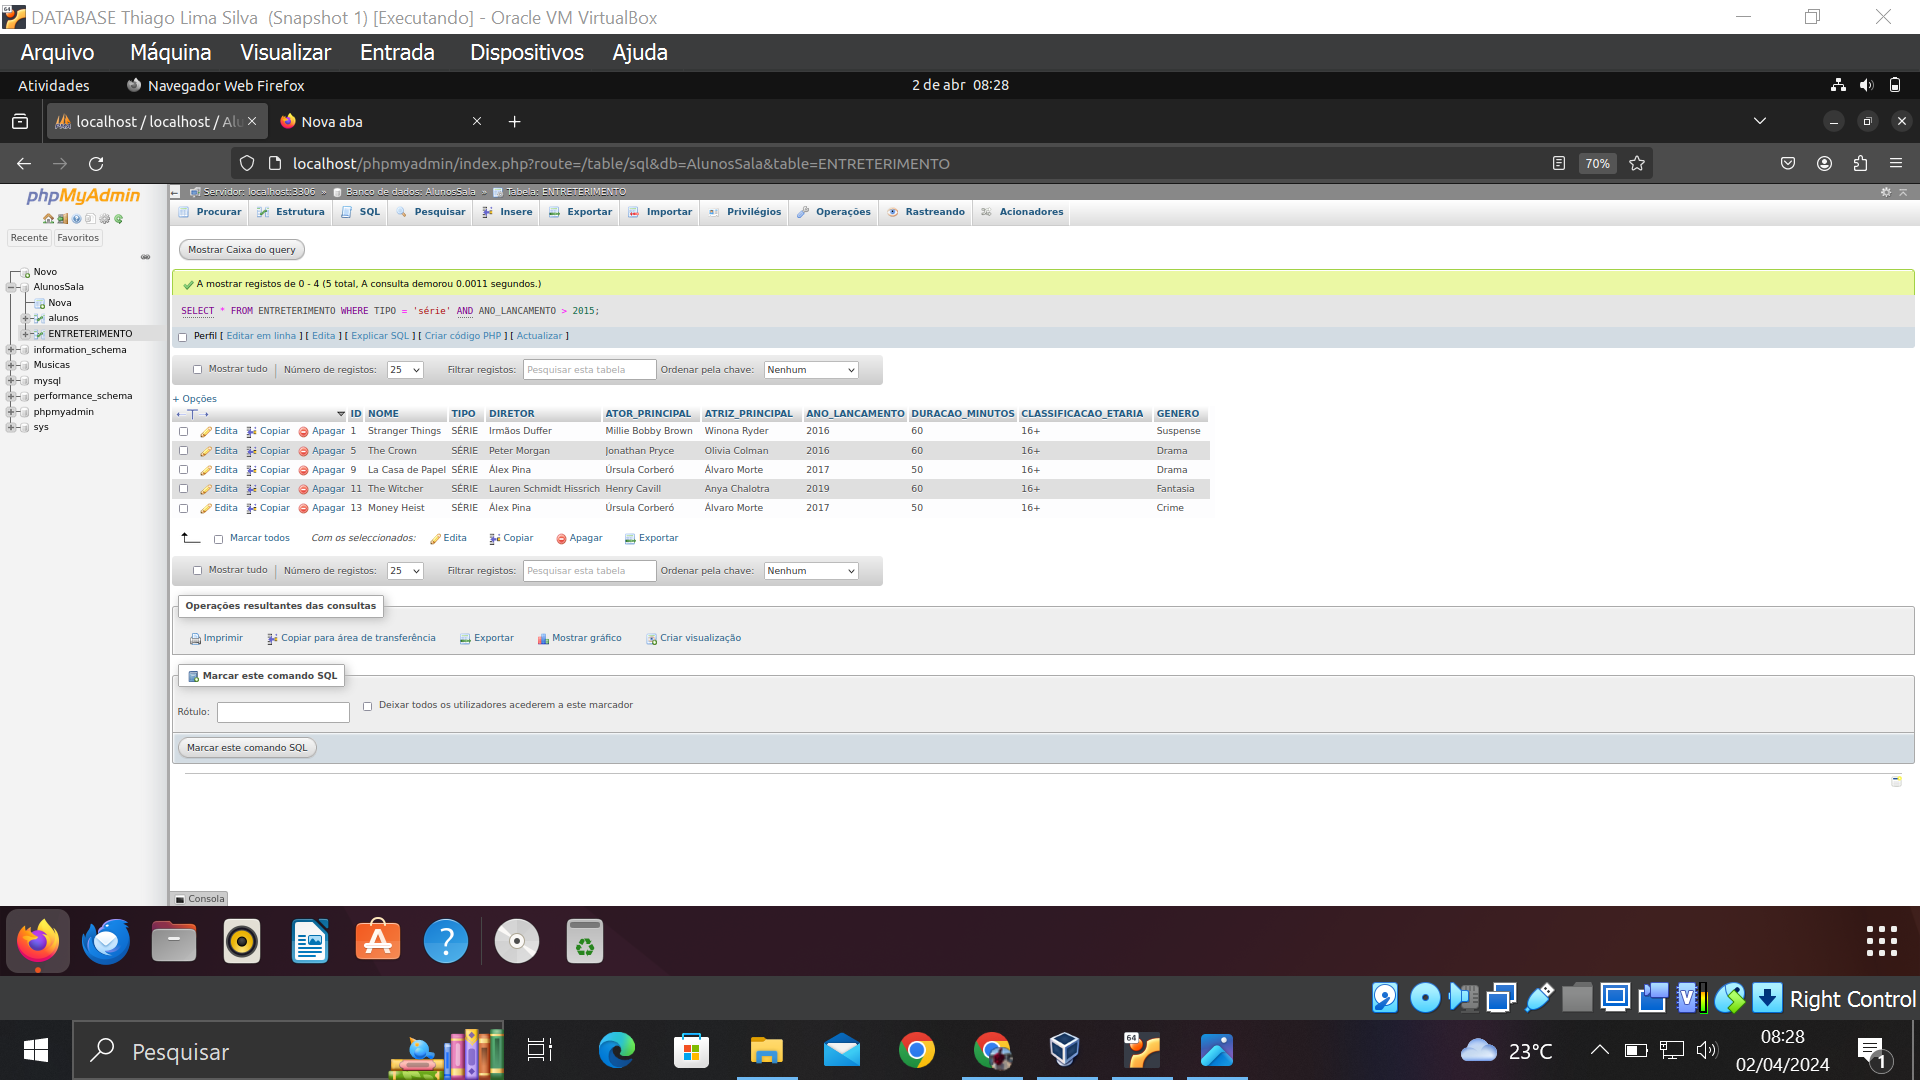 DATABASE Thiago Lima Silva (Snapshot 1) [Executando] - Oracle VM VirtualBox
Arquivo Máquina Visualizar Entrada Dispositivos Ajuda
Atividades Navegador Web Firefox 2 de abr 08:28
localhost / localhost / Alu Nova aba
localhost/phpmyadmin/index.php?route=/table/sql&db=AlunosSala&table=ENTRETERIMENTO 70%
phpMyAdmin
Recente Favoritos
Novo
AlunosSala
Nova
alunos
ENTRETERIMENTO
information_schema
Musicas
mysql
performance_schema
phpmyadmin
sys
Servidor: localhost:3306 » Banco de dados: AlunosSala » Tabela: ENTRETERIMENTO
Procurar Estrutura SQL Pesquisar Insere Exportar Importar Privilégios Operações Rastreando Acionadores
Mostrar Caixa do query
A mostrar registos de 0 - 4 (5 total, A consulta demorou 0.0011 segundos.)
SELECT * FROM ENTRETERIMENTO WHERE TIPO = 'série' AND ANO_LANCAMENTO > 2015;
Perfil [ Editar em linha ] [ Edita ] [ Explicar SQL ] [ Criar código PHP ] [ Actualizar ]
Mostrar tudo Número de registos: 25 Filtrar registos: Pesquisar esta tabela Ordenar pela chave: Nenhum
+ Opções
ID NOME TIPO DIRETOR ATOR_PRINCIPAL ATRIZ_PRINCIPAL ANO_LANCAMENTO DURACAO_MINUTOS CLASSIFICACAO_ETARIA GENERO
Edita Copiar Apagar 1 Stranger Things SÉRIE Irmãos Duffer Millie Bobby Brown Winona Ryder 2016 60 16+ Suspense
Edita Copiar Apagar 5 The Crown SÉRIE Peter Morgan Jonathan Pryce Olivia Colman 2016 60 16+ Drama
Edita Copiar Apagar 9 La Casa de Papel SÉRIE Álex Pina Úrsula Corberó Álvaro Morte 2017 50 16+ Drama
Edita Copiar Apagar 11 The Witcher SÉRIE Lauren Schmidt Hissrich Henry Cavill Anya Chalotra 2019 60 16+ Fantasia
Edita Copiar Apagar 13 Money Heist SÉRIE Álex Pina Úrsula Corberó Álvaro Morte 2017 50 16+ Crime
Marcar todos Com os seleccionados: Edita Copiar Apagar Exportar
Mostrar tudo Número de registos: 25 Filtrar registos: Pesquisar esta tabela Ordenar pela chave: Nenhum
Operações resultantes das consultas
Imprimir Copiar para área de transferência Exportar Mostrar gráfico Criar visualização
Marcar este comando SQL
Rótulo: Deixar todos os utilizadores acederem a este marcador
Marcar este comando SQL
Consola
Right Control
Pesquisar 64 23°C 08:28
02/04/2024 1